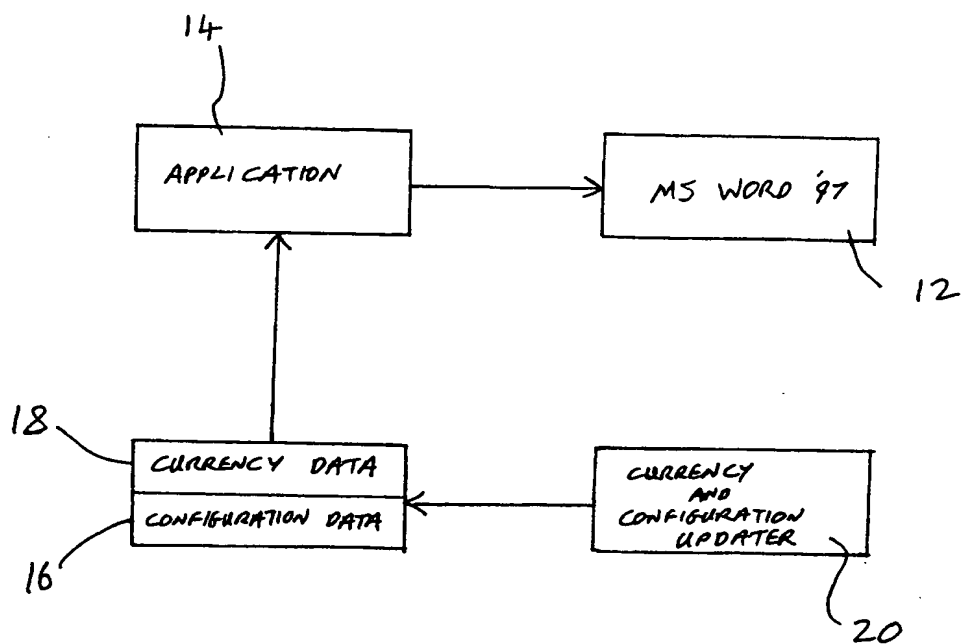 14
APPLICATION
MS WORD '97
12
18
CURRENCY DATA
CONFIGURATION DATA
16
CURRENCY
AND
CONFIGURATION
UPDATER
20